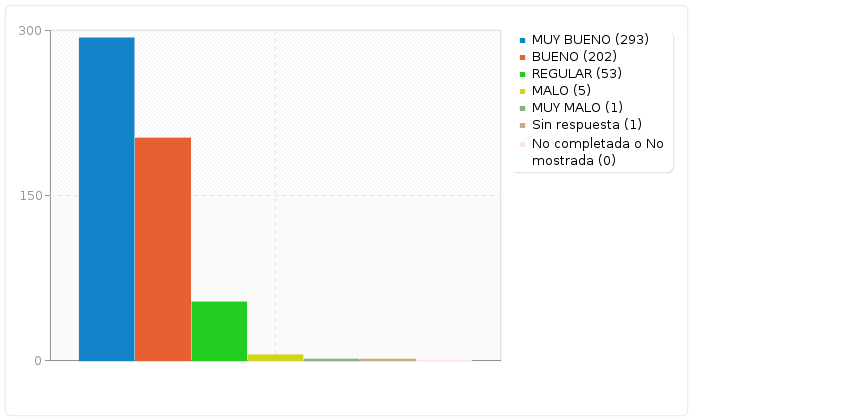 300
150
0
MUY BUENO (293)
BUENO (202)
REGULAR (53)
MALO (5)
MUY MALO (1)
Sin respuesta (1)
No completada o No
mostrada (0)